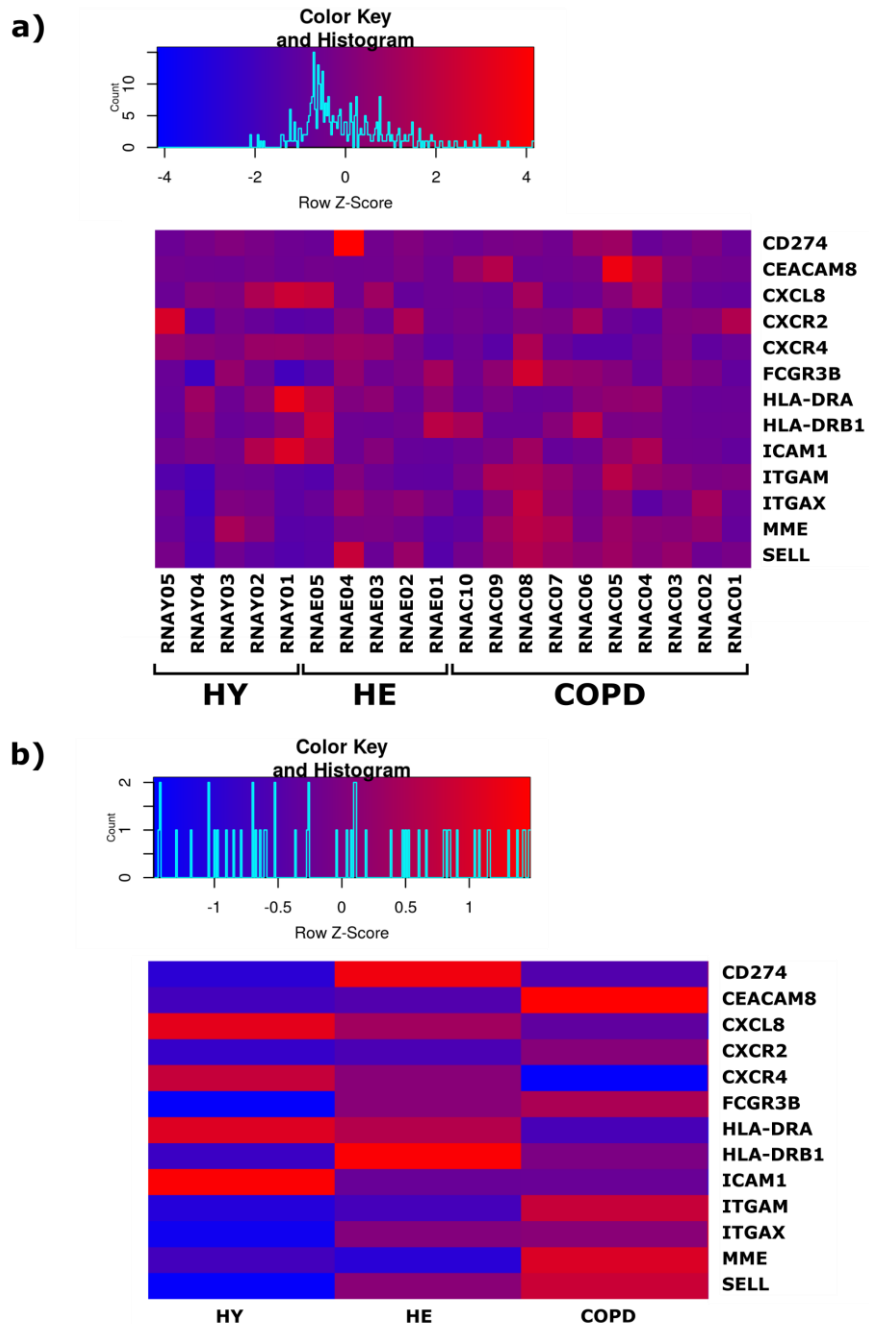 a)
Color Key
and Histogram
Count
10
5
0
-4 -2 0 2 4
Row Z-Score
CD274
CEACAM8
CXCL8
CXCR2
CXCR4
FCGR3B
HLA-DRA
HLA-DRB1
ICAM1
ITGAM
ITGAX
MME
SELL
RNAY05
RNAY04
RNAY03
RNAY02
RNAY01
RNAE05
RNAE04
RNAE03
RNAE02
RNAE01
RNAC10
RNAC09
RNAC08
RNAC07
RNAC06
RNAC05
RNAC04
RNAC03
RNAC02
RNAC01
HY HE COPD
b)
Color Key
and Histogram
Count
2
1
0
-1 -0.5 0 0.5 1
Row Z-Score
CD274
CEACAM8
CXCL8
CXCR2
CXCR4
FCGR3B
HLA-DRA
HLA-DRB1
ICAM1
ITGAM
ITGAX
MME
SELL
HY HE COPD